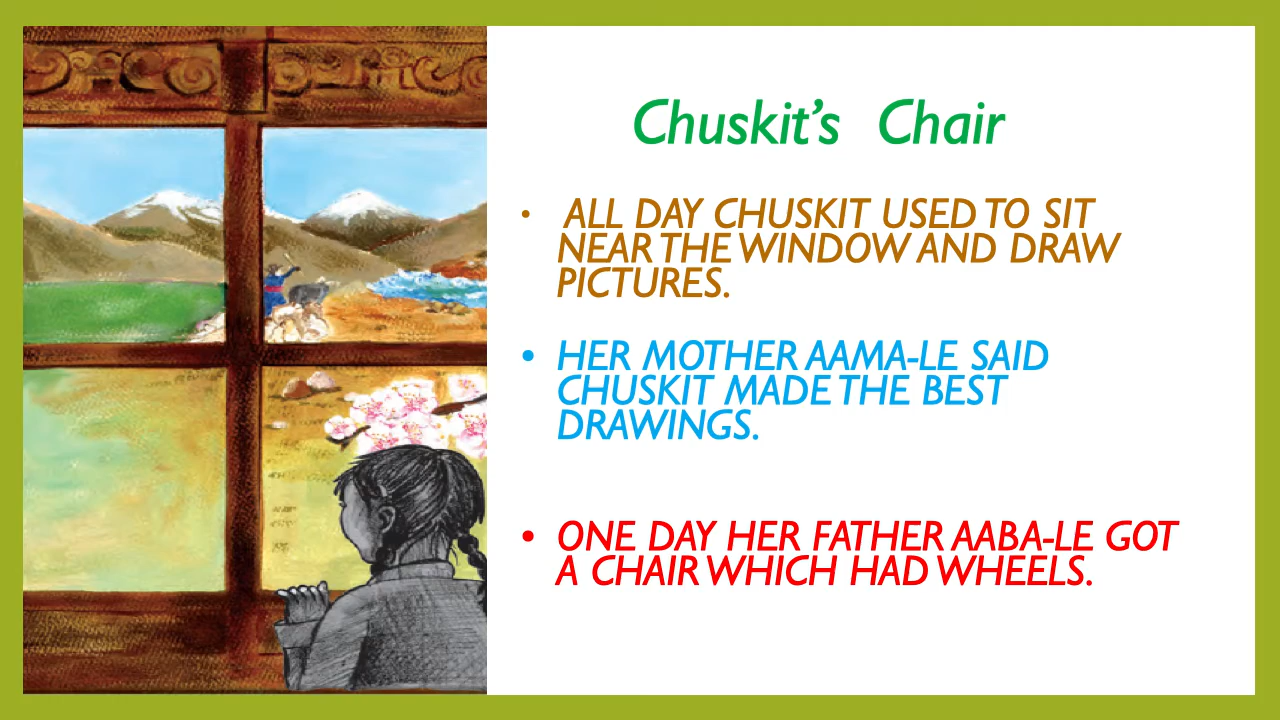 Chuskit’s Chair
• ALL DAY CHUSKIT USED TO SIT
NEAR THE WINDOW AND DRAW
PICTURES.
• HER MOTHER AAMA-LE SAID
CHUSKIT MADE THE BEST
DRAWINGS.
• ONE DAY HER FATHER AABA-LE GOT
A CHAIR WHICH HAD WHEELS.